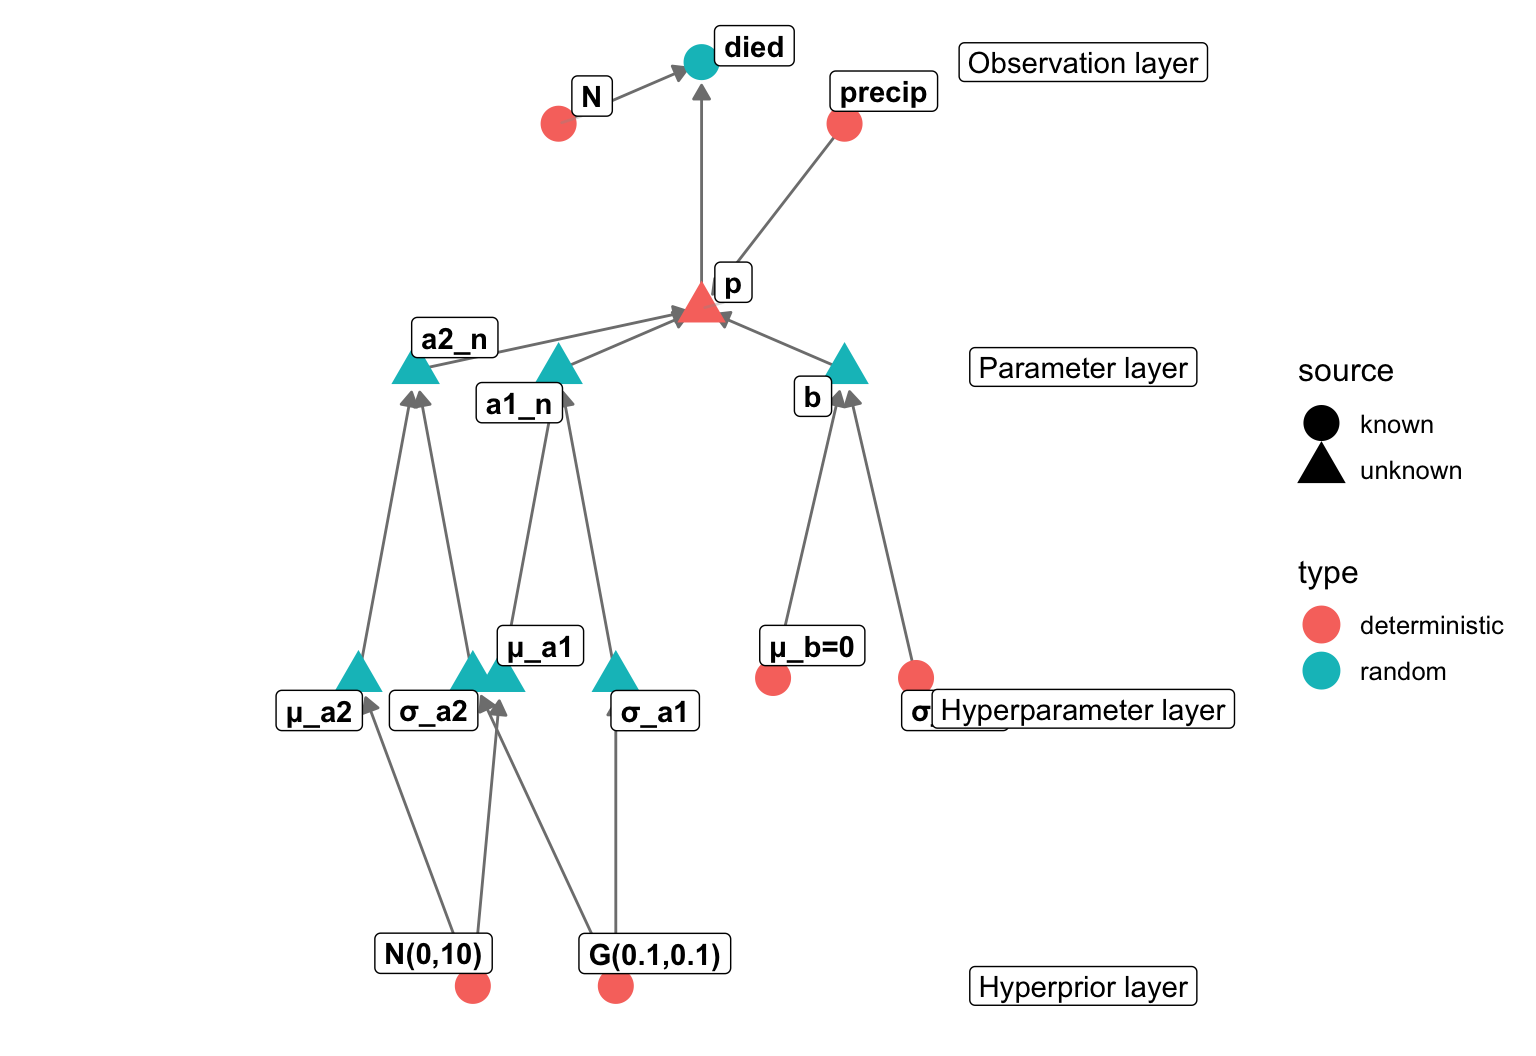 died
Observation layer
N
precip
p
a2_n
Parameter layer
a1_n
b
source
known
unknown
type
deterministic
random
μ_a1
μ_b=0
μ_a2
σ_a2
σ_a1
Hyperparameter layer
N(0,10)
G(0.1,0.1)
Hyperprior layer